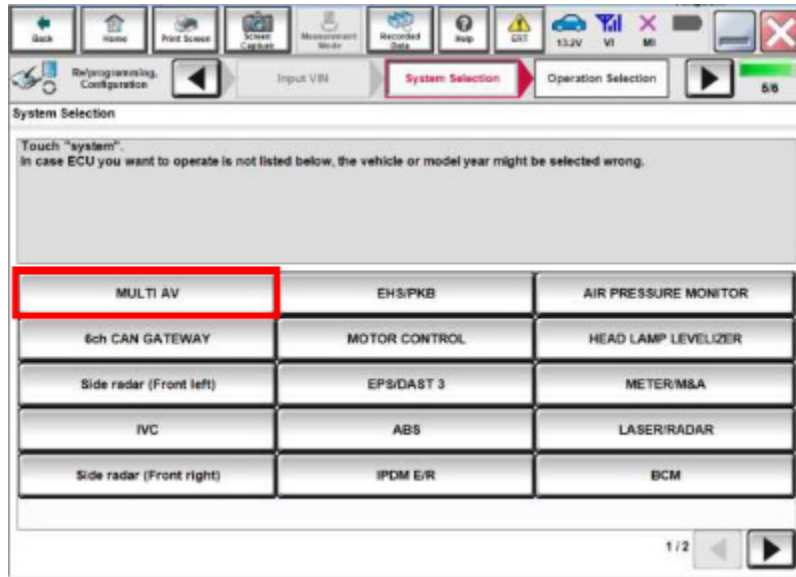 Back
Home
Print Screen
Screen Capture
Measurement Mode
Recorded Data
Help
ERT
13.2V
VI
MI
Re/programming, Configuration
Input VIN
System Selection
Operation Selection
5/6
System Selection
Touch "system".
In case ECU you want to operate is not listed below, the vehicle or model year might be selected wrong.
MULTI AV
EHS/PKB
AIR PRESSURE MONITOR
6ch CAN GATEWAY
MOTOR CONTROL
HEAD LAMP LEVELIZER
Side radar (Front left)
EPS/DAST 3
METER/M&A
IVC
ABS
LASER/RADAR
Side radar (Front right)
IPDM E/R
BCM
1/2